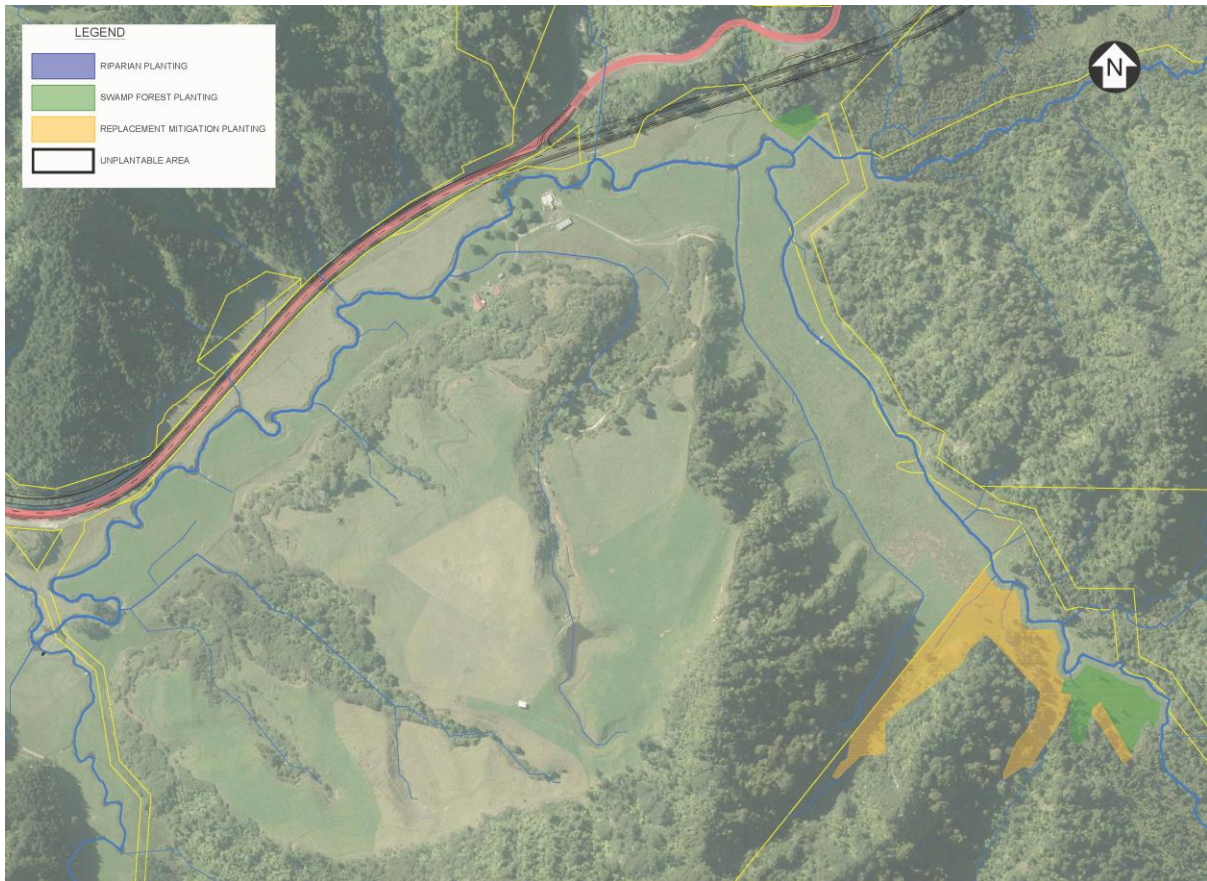 LEGEND
RIPARIAN PLANTING
SWAMP FOREST PLANTING
REPLACEMENT MITIGATION PLANTING
UNPLANTABLE AREA
N